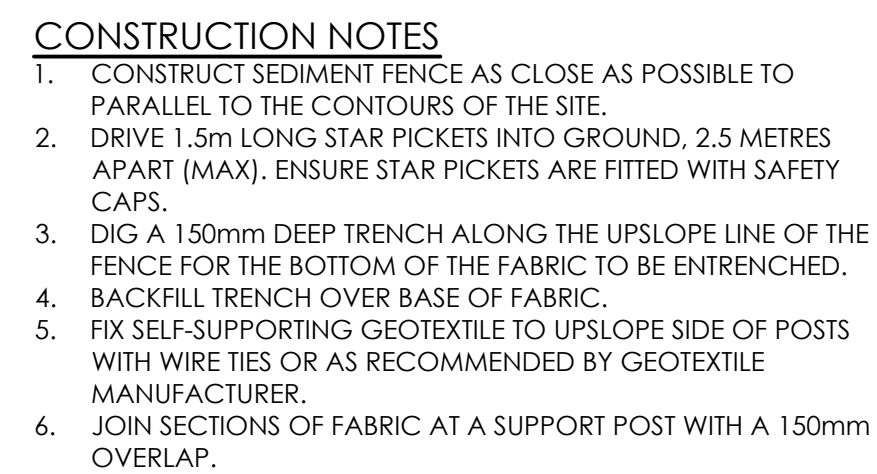 CONSTRUCTION NOTES
1. CONSTRUCT SEDIMENT FENCE AS CLOSE AS POSSIBLE TO
PARALLEL TO THE CONTOURS OF THE SITE.
2. DRIVE 1.5m LONG STAR PICKETS INTO GROUND, 2.5 METRES
APART (MAX). ENSURE STAR PICKETS ARE FITTED WITH SAFETY
CAPS.
3. DIG A 150mm DEEP TRENCH ALONG THE UPSLOPE LINE OF THE
FENCE FOR THE BOTTOM OF THE FABRIC TO BE ENTRENCHED.
4. BACKFILL TRENCH OVER BASE OF FABRIC.
5. FIX SELF-SUPPORTING GEOTEXTILE TO UPSLOPE SIDE OF POSTS
WITH WIRE TIES OR AS RECOMMENDED BY GEOTEXTILE
MANUFACTURER.
6. JOIN SECTIONS OF FABRIC AT A SUPPORT POST WITH A 150mm
OVERLAP.